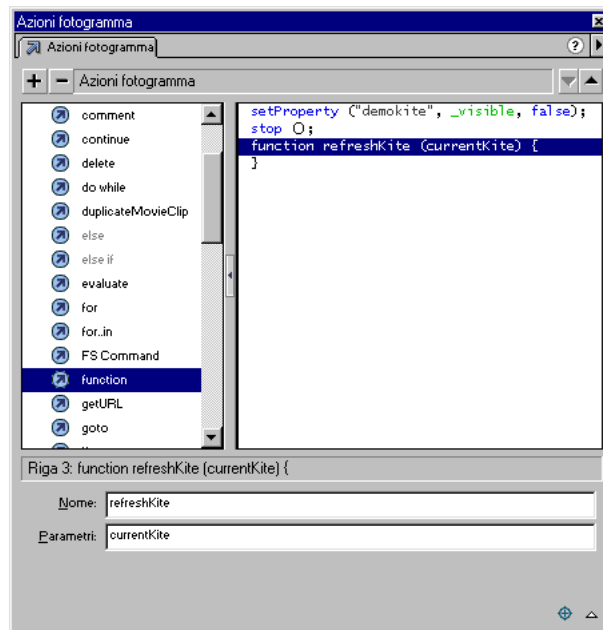 Azioni fotogramma
Azioni fotogramma
?
Azioni fotogramma
comment
continue
delete
do while
duplicateMovieClip
else
else if
evaluate
for
for..in
FS Command
function
getURL
goto
setProperty ("demokite", _visible, false);
stop ();
function refreshKite (currentKite) {
}
Riga 3: function refreshKite (currentKite) {
Nome: refreshKite
Parametri: currentKite